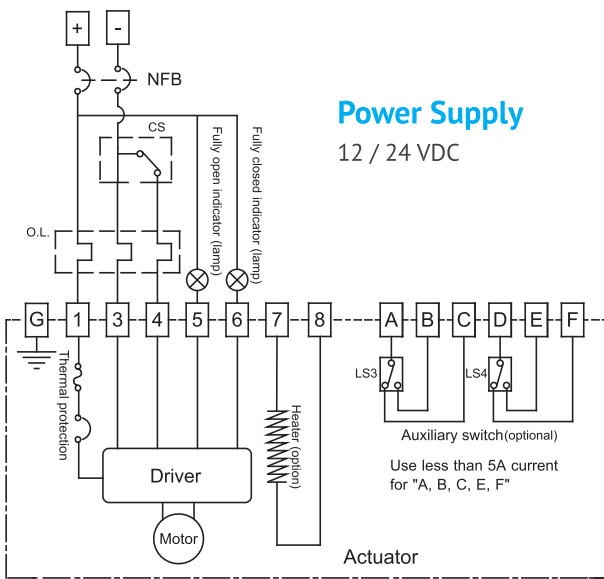 + -
NFB
Power Supply
12 / 24 VDC
CS
Fully open indicator (lamp)
Fully closed indicator (lamp)
O.L.
G 1 3 4 5 6 7 8 A B C D E F
Thermal protection
Heater (option)
LS3
LS4
Auxiliary switch(optional)
Use less than 5A current
for "A, B, C, E, F"
Driver
Motor
Actuator